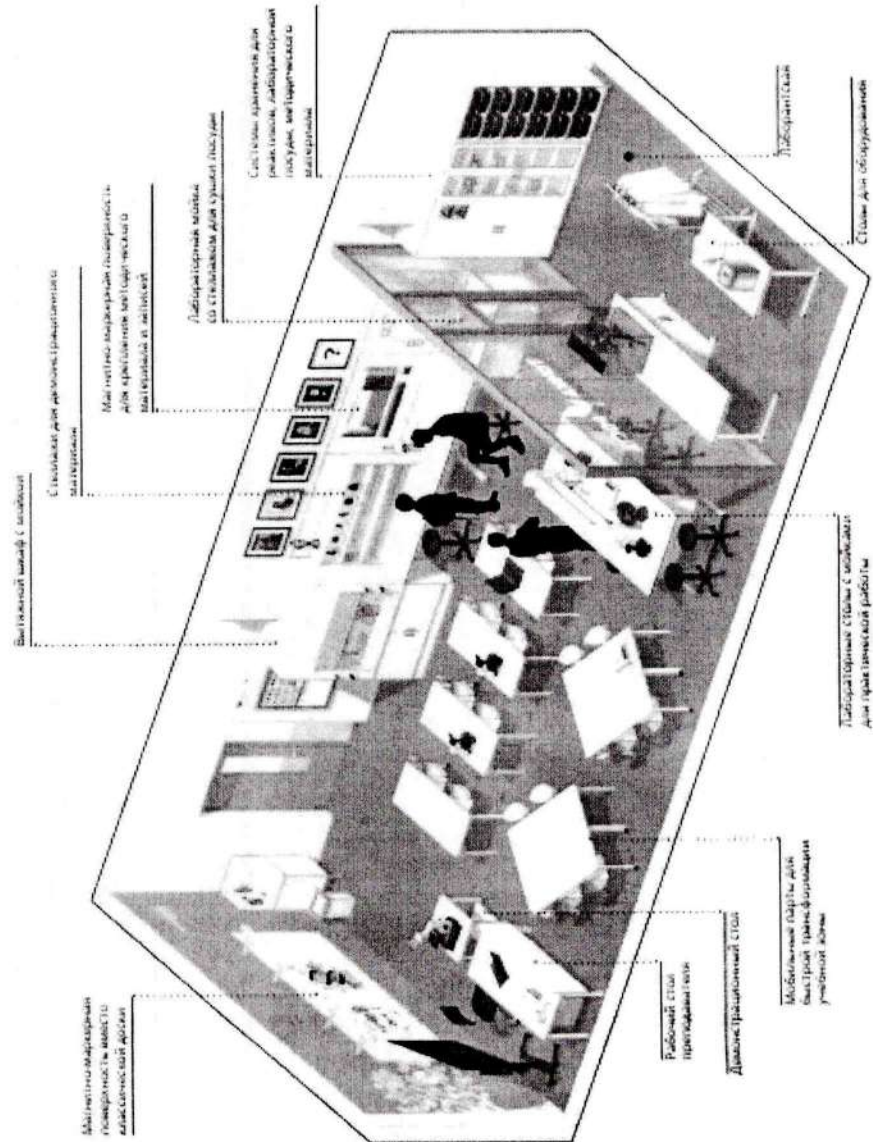 Магнитно-маркерная
поверхность вместо
классической доски
Вытяжной шкаф с мойкой
Стеллажи для демонстрационного
материала
Магнитно-маркерная поверхность
для крепления методического
материала и записей
Лабораторная мойка
со стеллажом для сушки посуды
Системы хранения для
реактивов, лабораторной
посуды, методического
материала
Рабочий стол
преподавателя
Демонстрационный стол
Мобильные парты для
быстрой трансформации
учебной зоны
Лабораторные столы с мойками
для практической работы
Столы для оборудования
Лаборантская
?